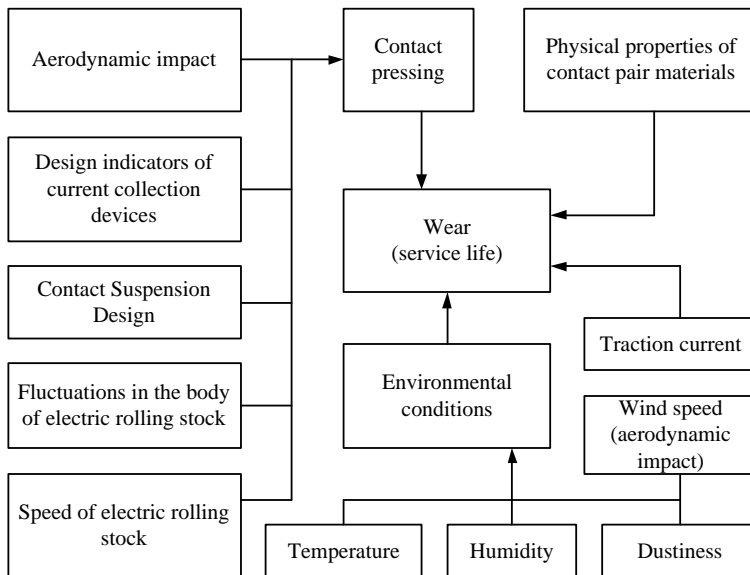 Aerodynamic impact
Contact
pressing
Physical properties of
contact pair materials
Design indicators of
current collection
devices
Wear
(service life)
Contact Suspension
Design
Traction current
Fluctuations in the body
of electric rolling stock
Environmental
conditions
Wind speed
(aerodynamic
impact)
Speed of electric rolling
stock
Temperature
Humidity
Dustiness